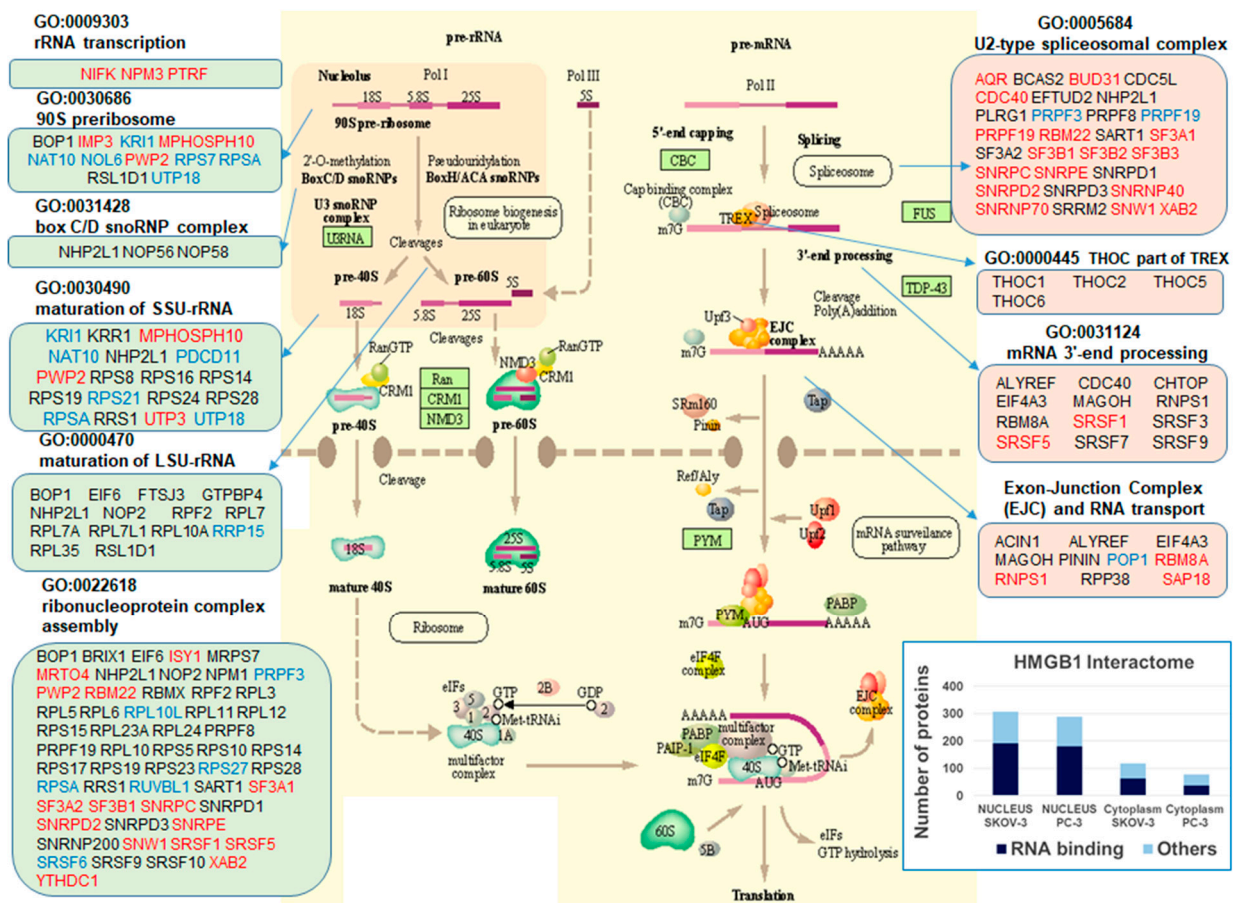 GO:0009303
rRNA transcription
NIFK NPM3 PTRF
GO:0030686
90S preribosome
BOP1 IMP3 KRI1 MPHOSPH10
NAT10 NOL6 PWP2 RPS7 RPSA
RSL1D1 UTP18
GO:0031428
box C/D snoRNP complex
NHP2L1 NOP56 NOP58
GO:0030490
maturation of SSU-rRNA
KRI1 KRR1 MPHOSPH10
NAT10 NHP2L1 PDCD11
PWP2 RPS8 RPS16 RPS14
RPS19 RPS21 RPS24 RPS28
RPSA RRS1 UTP3 UTP18
GO:0000470
maturation of LSU-rRNA
BOP1 EIF6 FTSJ3 GTPBP4
NHP2L1 NOP2 RPF2 RPL7
RPL7A RPL7L1 RPL10A RRP15
RPL35 RSL1D1
GO:0022618
ribonucleoprotein complex
assembly
BOP1 BRIX1 EIF6 ISY1 MRPS7
MRTO4 NHP2L1 NOP2 NPM1 PRPF3
PWP2 RBM22 RBMX RPF2 RPL3
RPL5 RPL6 RPL10L RPL11 RPL12
RPS15 RPL23A RPL24 PRPF8
PRPF19 RPL10 RPS5 RPS10 RPS14
RPS17 RPS19 RPS23 RPS27 RPS28
RPSA RRS1 RUVBL1 SART1 SF3A1
SF3A2 SF3B1 SNRPC SNRPD1
SNRPD2 SNRPD3 SNRPE
SNRNP200 SNW1 SRSF1 SRSF5
SRSF6 SRSF9 SRSF10 XAB2
YTHDC1
pre-rRNA
Nucleolus
Pol I
Pol III
18S
5.8S
25S
5S
90S pre-ribosome
2'-O-methylation
BoxC/D snoRNPs
Pseudouridylation
BoxH/ACA snoRNPs
U3 snoRNP
complex
U3RNA
Ribosome biogenesis
in eukaryote
Cleavages
pre-40S
pre-60S
5S
18S
5.8S
25S
Cleavages
RanGTP
CRM1
NMD3
RanGTP
CRM1
Ran
CRM1
NMD3
pre-40S
pre-60S
Cleavage
18S
25S
5.8S
5S
mature 40S
mature 60S
Ribosome
eIFs
GTP
2B
GDP
5
3
1
2
2
Met-tRNAi
40S
1A
multifactor
complex
pre-mRNA
Pol II
5'-end capping
Splicing
CBC
Spliceosome
Cap binding complex
(CBC)
TREX
Spliceosome
FUS
m7G
3'-end processing
TDP-43
Cleavage
Poly(A)addition
Upf3
EJC
complex
m7G
AAAAA
SRm160
Pinin
Tap
Ref/Aly
Tap
Upf1
Upf2
PYM
mRNA surveilance
pathway
PYM
PABP
m7G
AUG
AAAAA
eIF4F
complex
EJC
complex
AAAAA
PABP
multifactor
complex
PAIP-1
eIF4F
GTP
40S
Met-tRNAi
m7G
AUG
60S
5B
eIFs
GTP hydrolysis
Translation
GO:0005684
U2-type spliceosomal complex
AQR BCAS2 BUD31 CDC5L
CDC40 EFTUD2 NHP2L1
PLRG1 PRPF3 PRPF8 PRPF19
PRPF19 RBM22 SART1 SF3A1
SF3A2 SF3B1 SF3B2 SF3B3
SNRPC SNRPE SNRPD1
SNRPD2 SNRPD3 SNRNP40
SNRNP70 SRRM2 SNW1 XAB2
GO:0000445 THOC part of TREX
THOC1 THOC2 THOC5
THOC6
GO:0031124
mRNA 3'-end processing
ALYREF CDC40 CHTOP
EIF4A3 MAGOH RNPS1
RBM8A SRSF1 SRSF3
SRSF5 SRSF7 SRSF9
Exon-Junction Complex
(EJC) and RNA transport
ACIN1 ALYREF EIF4A3
MAGOH PININ POP1 RBM8A
RNPS1 RPP38 SAP18
HMGB1 Interactome
Number of proteins
400
300
200
100
0
NUCLEUS SKOV-3
NUCLEUS PC-3
Cytoplasm SKOV-3
Cytoplasm PC-3
RNA binding
Others